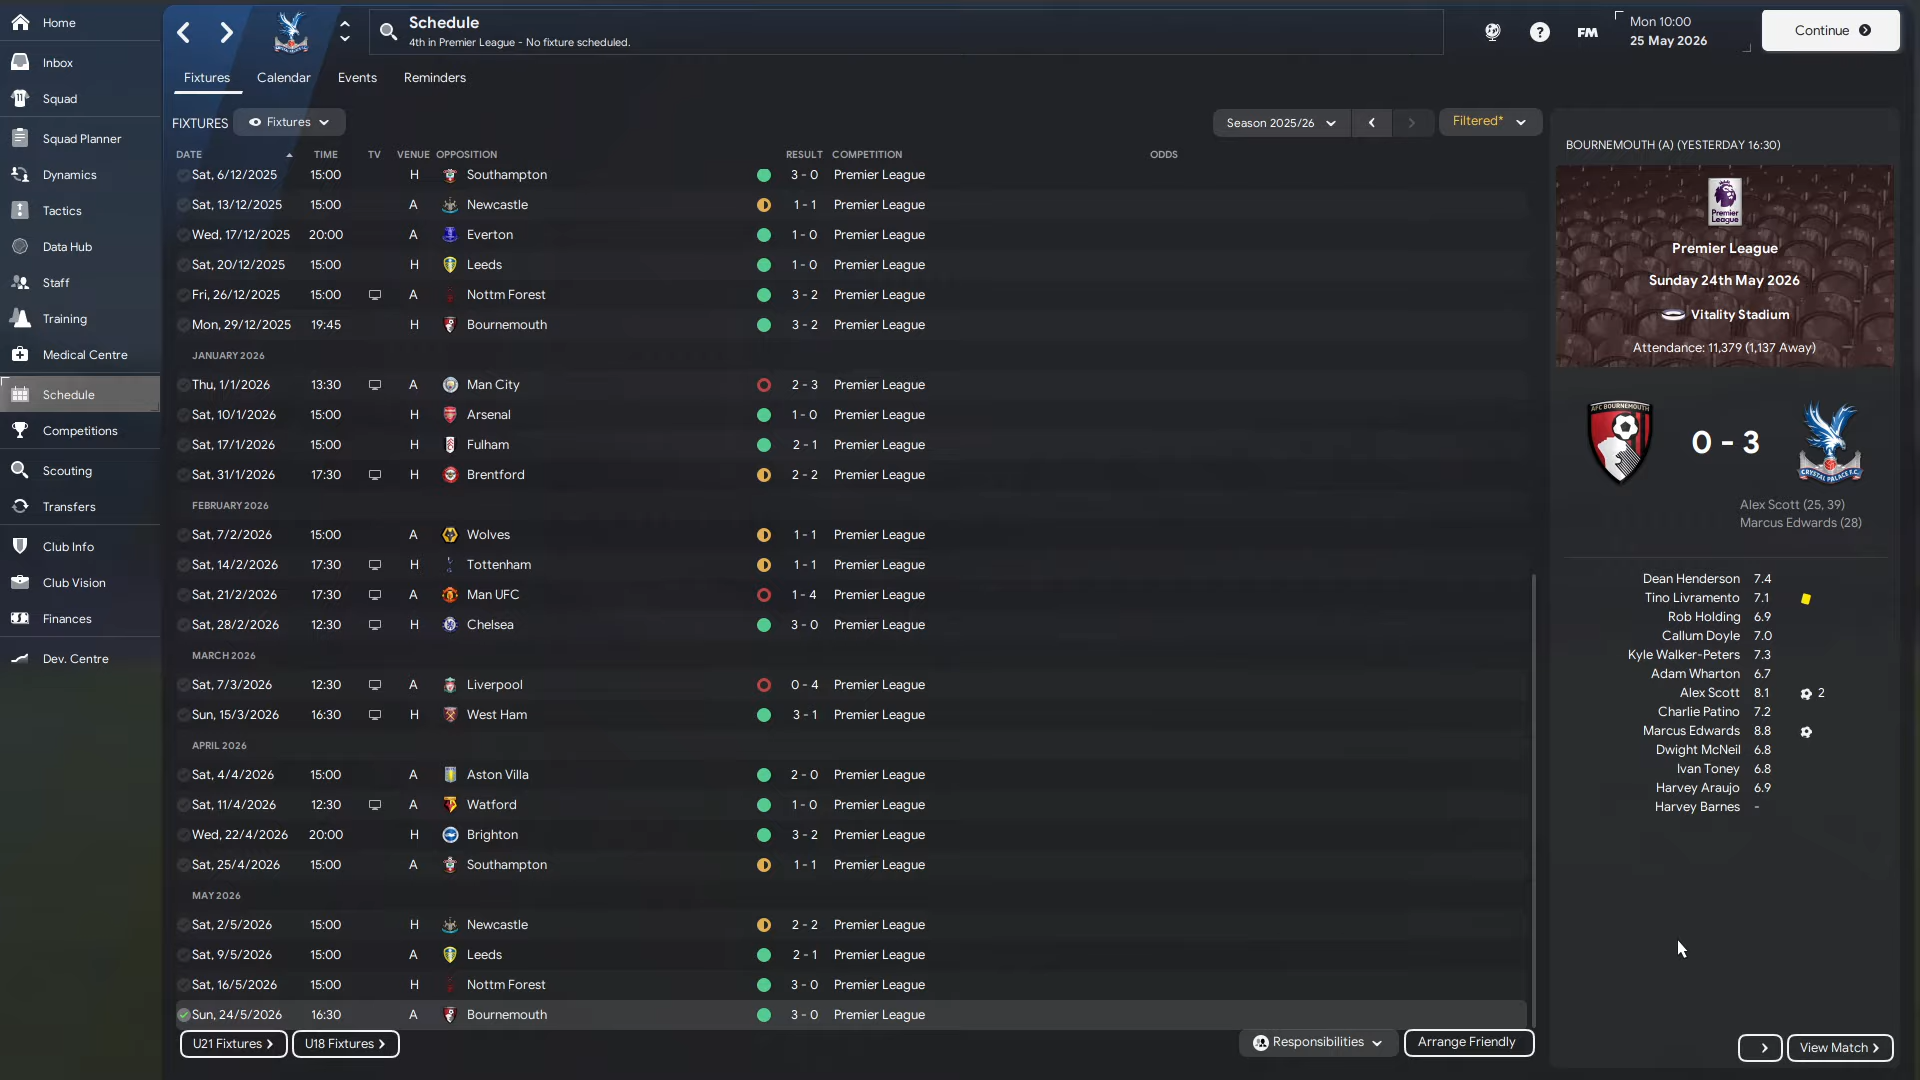 Home
Inbox
Squad
Squad Planner
Dynamics
Tactics
Data Hub
Staff
Training
Medical Centre
Schedule
Competitions
Scouting
Transfers
Club Info
Club Vision
Finances
Dev. Centre
Schedule
4th in Premier League - No fixture scheduled.
FM
Mon 10:00
25 May 2026
Continue
Fixtures Calendar Events Reminders
FIXTURES Fixtures
Season 2025/26 Filtered*
DATE TIME TV VENUE OPPOSITION RESULT COMPETITION ODDS
Sat, 6/12/2025 15:00 H Southampton 3 - 0 Premier League
Sat, 13/12/2025 15:00 A Newcastle 1 - 1 Premier League
Wed, 17/12/2025 20:00 A Everton 1 - 0 Premier League
Sat, 20/12/2025 15:00 H Leeds 1 - 0 Premier League
Fri, 26/12/2025 15:00 A Nottm Forest 3 - 2 Premier League
Mon, 29/12/2025 19:45 H Bournemouth 3 - 2 Premier League
JANUARY 2026
Thu, 1/1/2026 13:30 A Man City 2 - 3 Premier League
Sat, 10/1/2026 15:00 H Arsenal 1 - 0 Premier League
Sat, 17/1/2026 15:00 H Fulham 2 - 1 Premier League
Sat, 31/1/2026 17:30 H Brentford 2 - 2 Premier League
FEBRUARY 2026
Sat, 7/2/2026 15:00 A Wolves 1 - 1 Premier League
Sat, 14/2/2026 17:30 H Tottenham 1 - 1 Premier League
Sat, 21/2/2026 17:30 A Man UFC 1 - 4 Premier League
Sat, 28/2/2026 12:30 H Chelsea 3 - 0 Premier League
MARCH 2026
Sat, 7/3/2026 12:30 A Liverpool 0 - 4 Premier League
Sun, 15/3/2026 16:30 H West Ham 3 - 1 Premier League
APRIL 2026
Sat, 4/4/2026 15:00 A Aston Villa 2 - 0 Premier League
Sat, 11/4/2026 12:30 A Watford 1 - 0 Premier League
Wed, 22/4/2026 20:00 H Brighton 3 - 2 Premier League
Sat, 25/4/2026 15:00 A Southampton 1 - 1 Premier League
MAY 2026
Sat, 2/5/2026 15:00 H Newcastle 2 - 2 Premier League
Sat, 9/5/2026 15:00 A Leeds 2 - 1 Premier League
Sat, 16/5/2026 15:00 H Nottm Forest 3 - 0 Premier League
Sun, 24/5/2026 16:30 A Bournemouth 3 - 0 Premier League
U21 Fixtures U18 Fixtures
Responsibilities Arrange Friendly
BOURNEMOUTH (A) (YESTERDAY 16:30)
Premier
League
Premier League
Sunday 24th May 2026
Vitality Stadium
Attendance: 11,379 (1,137 Away)
AFC BOURNEMOUTH
CRYSTAL PALACE F.C.
0 - 3
Alex Scott (25, 39)
Marcus Edwards (28)
Dean Henderson 7.4
Tino Livramento 7.1
Rob Holding 6.9
Callum Doyle 7.0
Kyle Walker-Peters 7.3
Adam Wharton 6.7
Alex Scott 8.1 2
Charlie Patino 7.2
Marcus Edwards 8.8
Dwight McNeil 6.8
Ivan Toney 6.8
Harvey Araujo 6.9
Harvey Barnes -
View Match